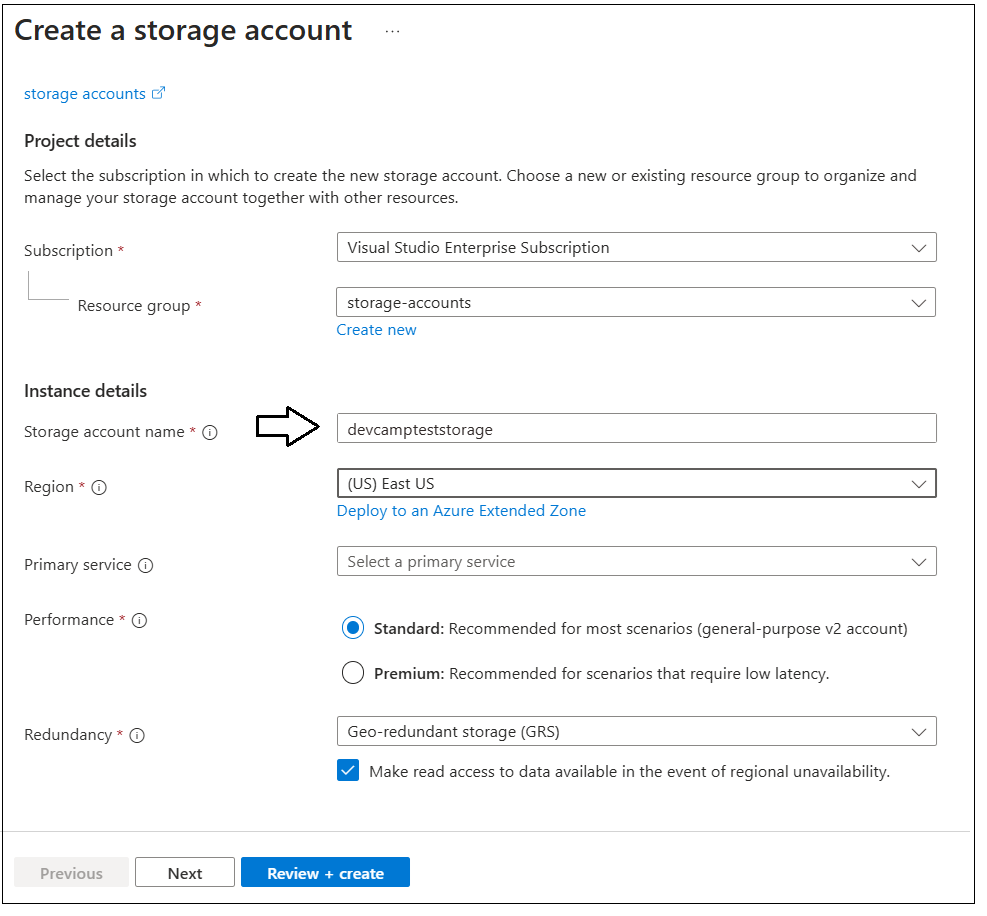 Create a storage account ...
storage accounts
Project details
Select the subscription in which to create the new storage account. Choose a new or existing resource group to organize and
manage your storage account together with other resources.
Subscription *
Visual Studio Enterprise Subscription
Resource group *
storage-accounts
Create new
Instance details
Storage account name *
devcampteststorage
Region *
(US) East US
Deploy to an Azure Extended Zone
Primary service
Select a primary service
Performance *
Standard: Recommended for most scenarios (general-purpose v2 account)
Premium: Recommended for scenarios that require low latency.
Redundancy *
Geo-redundant storage (GRS)
Make read access to data available in the event of regional unavailability.
Previous
Next
Review + create